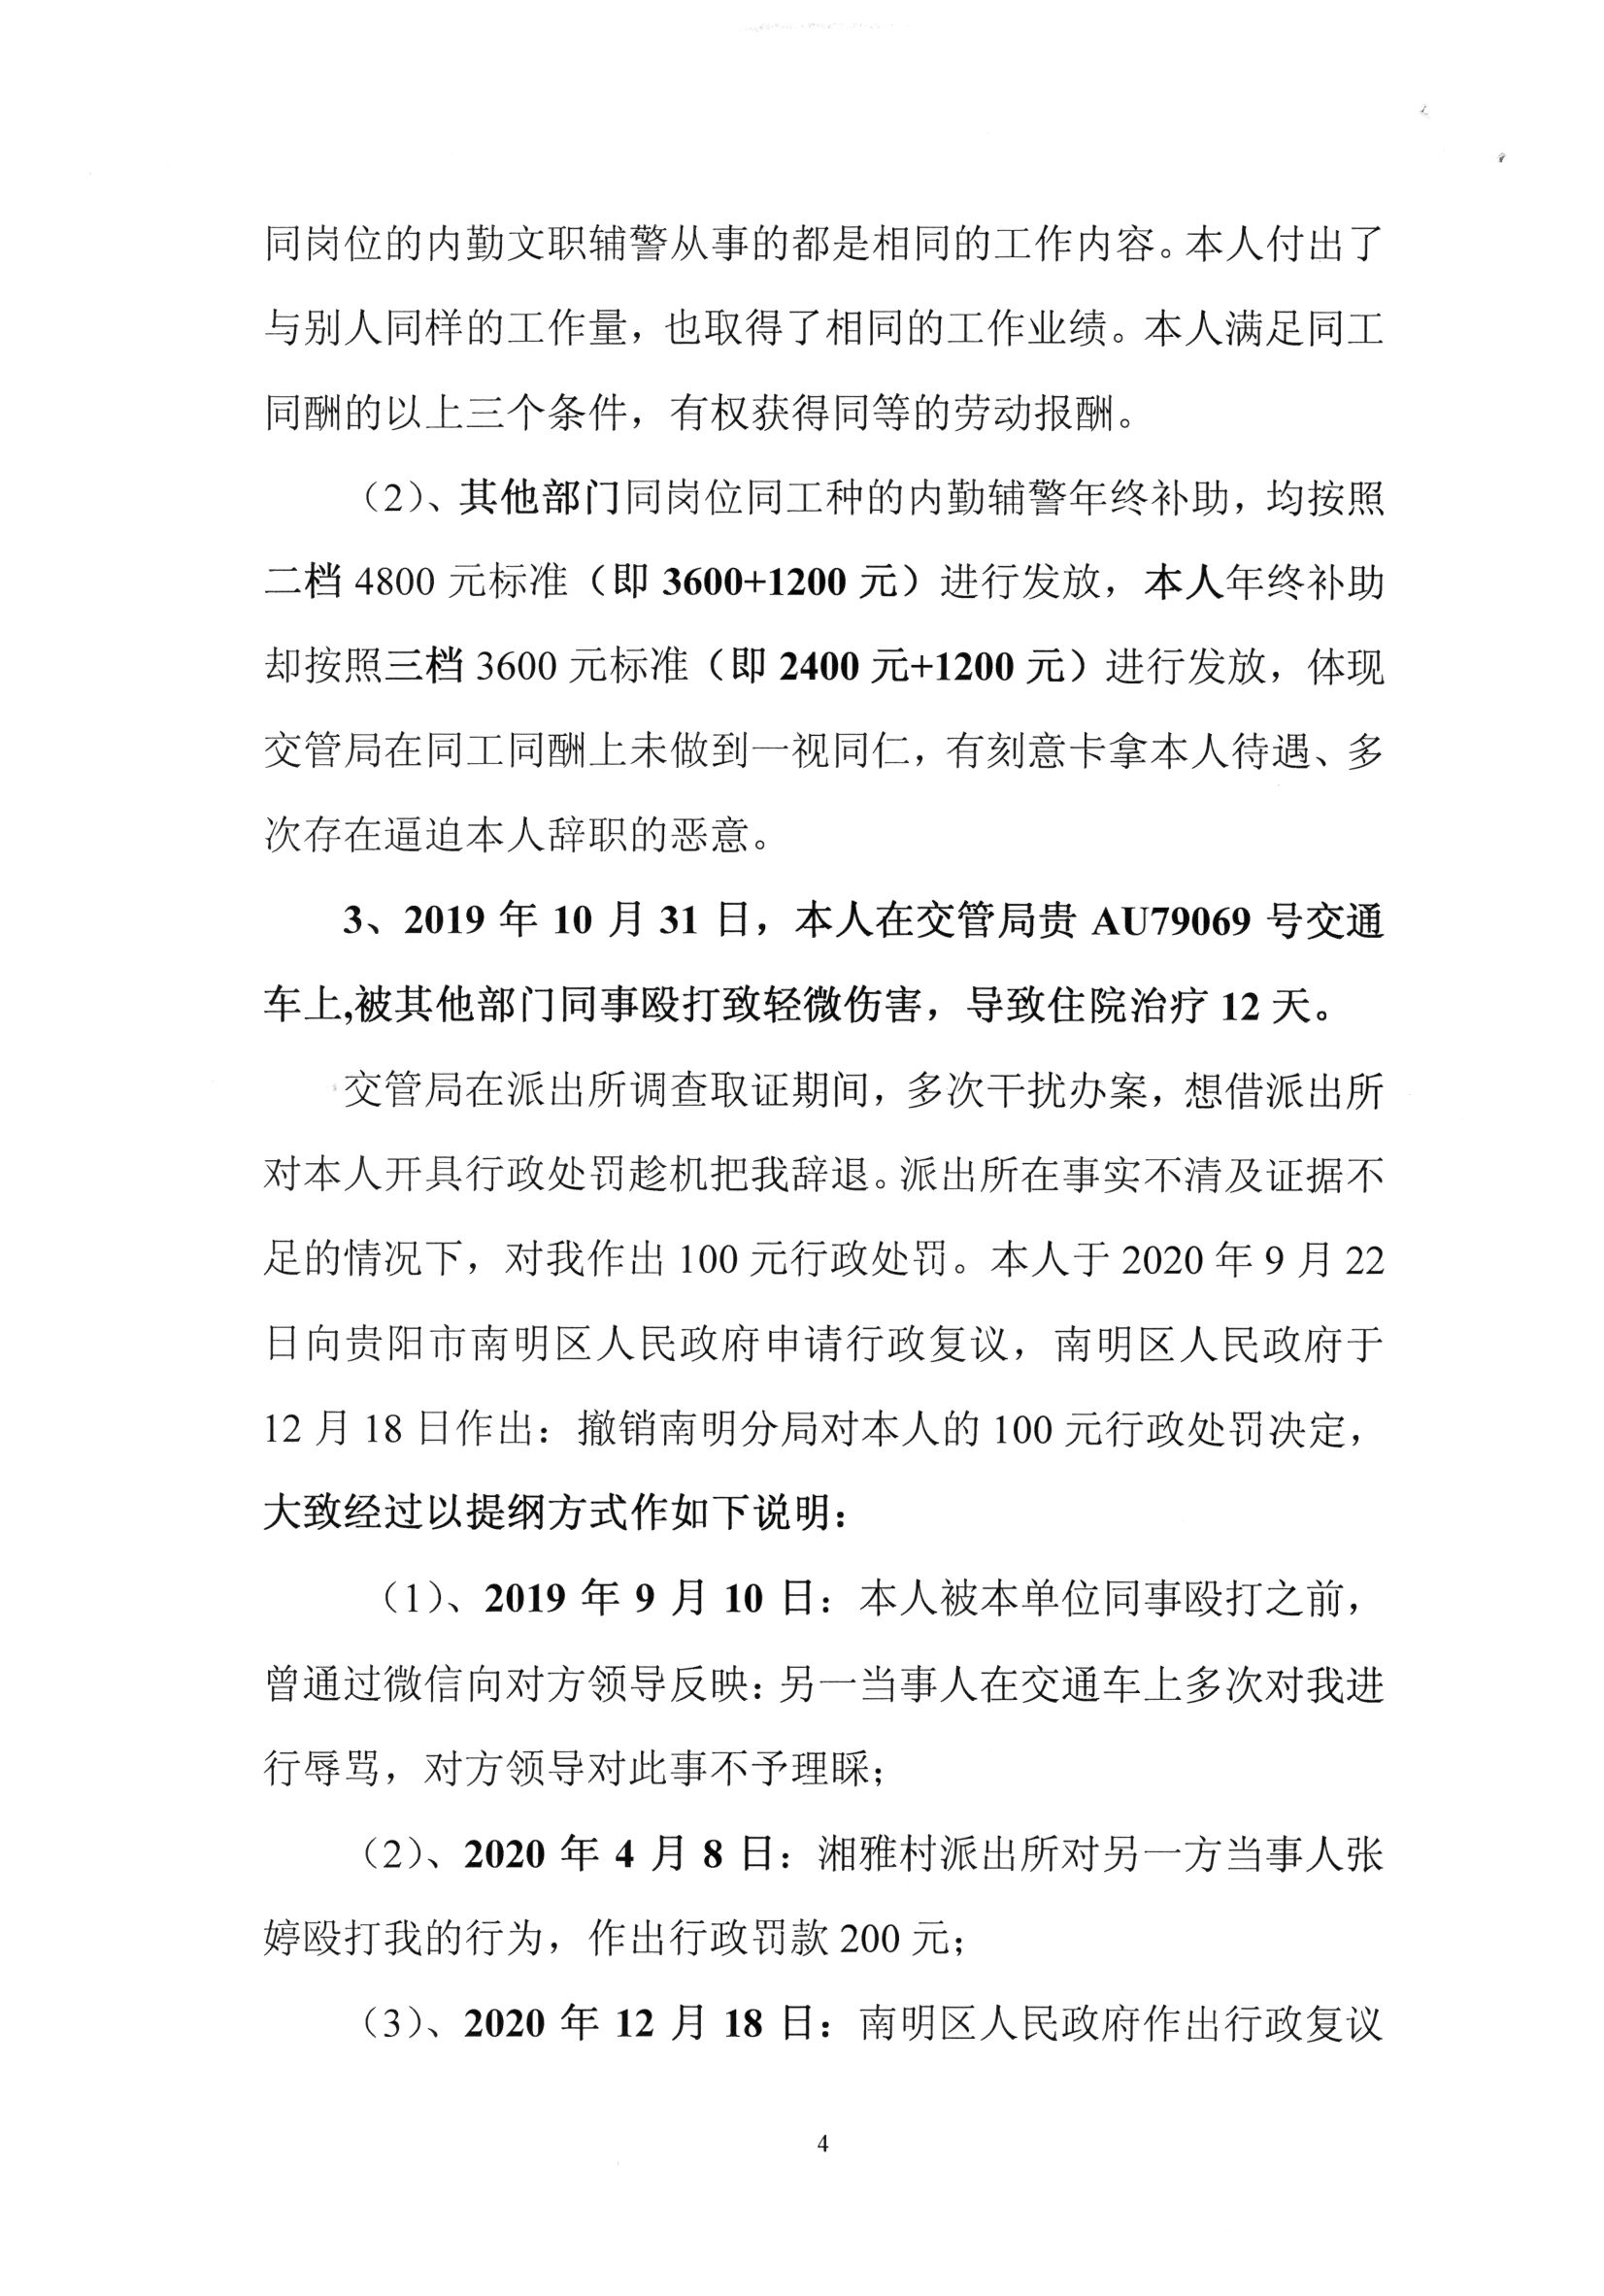 同岗位的内勤文职辅警从事的都是相同的工作内容。本人付出了
与别人同样的工作量，也取得了相同的工作业绩。本人满足同工
同酬的以上三个条件，有权获得同等的劳动报酬。
（2）、其他部门同岗位同工种的内勤辅警年终补助，均按照
二档 4800 元标准（即 3600+1200 元）进行发放，本人年终补助
却按照三档 3600 元标准（即 2400 元+1200 元）进行发放，体现
交管局在同工同酬上未做到一视同仁，有刻意卡拿本人待遇、多
次存在逼迫本人辞职的恶意。
3、2019 年 10 月 31 日，本人在交管局贵 AU79069 号交通
车上,被其他部门同事殴打致轻微伤害，导致住院治疗 12 天。
交管局在派出所调查取证期间，多次干扰办案，想借派出所
对本人开具行政处罚趁机把我辞退。派出所在事实不清及证据不
足的情况下，对我作出 100 元行政处罚。本人于 2020 年 9 月 22
日向贵阳市南明区人民政府申请行政复议，南明区人民政府于
12 月 18 日作出：撤销南明分局对本人的 100 元行政处罚决定，
大致经过以提纲方式作如下说明：
（1）、2019 年 9 月 10 日：本人被本单位同事殴打之前，
曾通过微信向对方领导反映：另一当事人在交通车上多次对我进
行辱骂，对方领导对此事不予理睬；
（2）、2020 年 4 月 8 日：湘雅村派出所对另一方当事人张
婷殴打我的行为，作出行政罚款 200 元；
（3）、2020 年 12 月 18 日：南明区人民政府作出行政复议
4